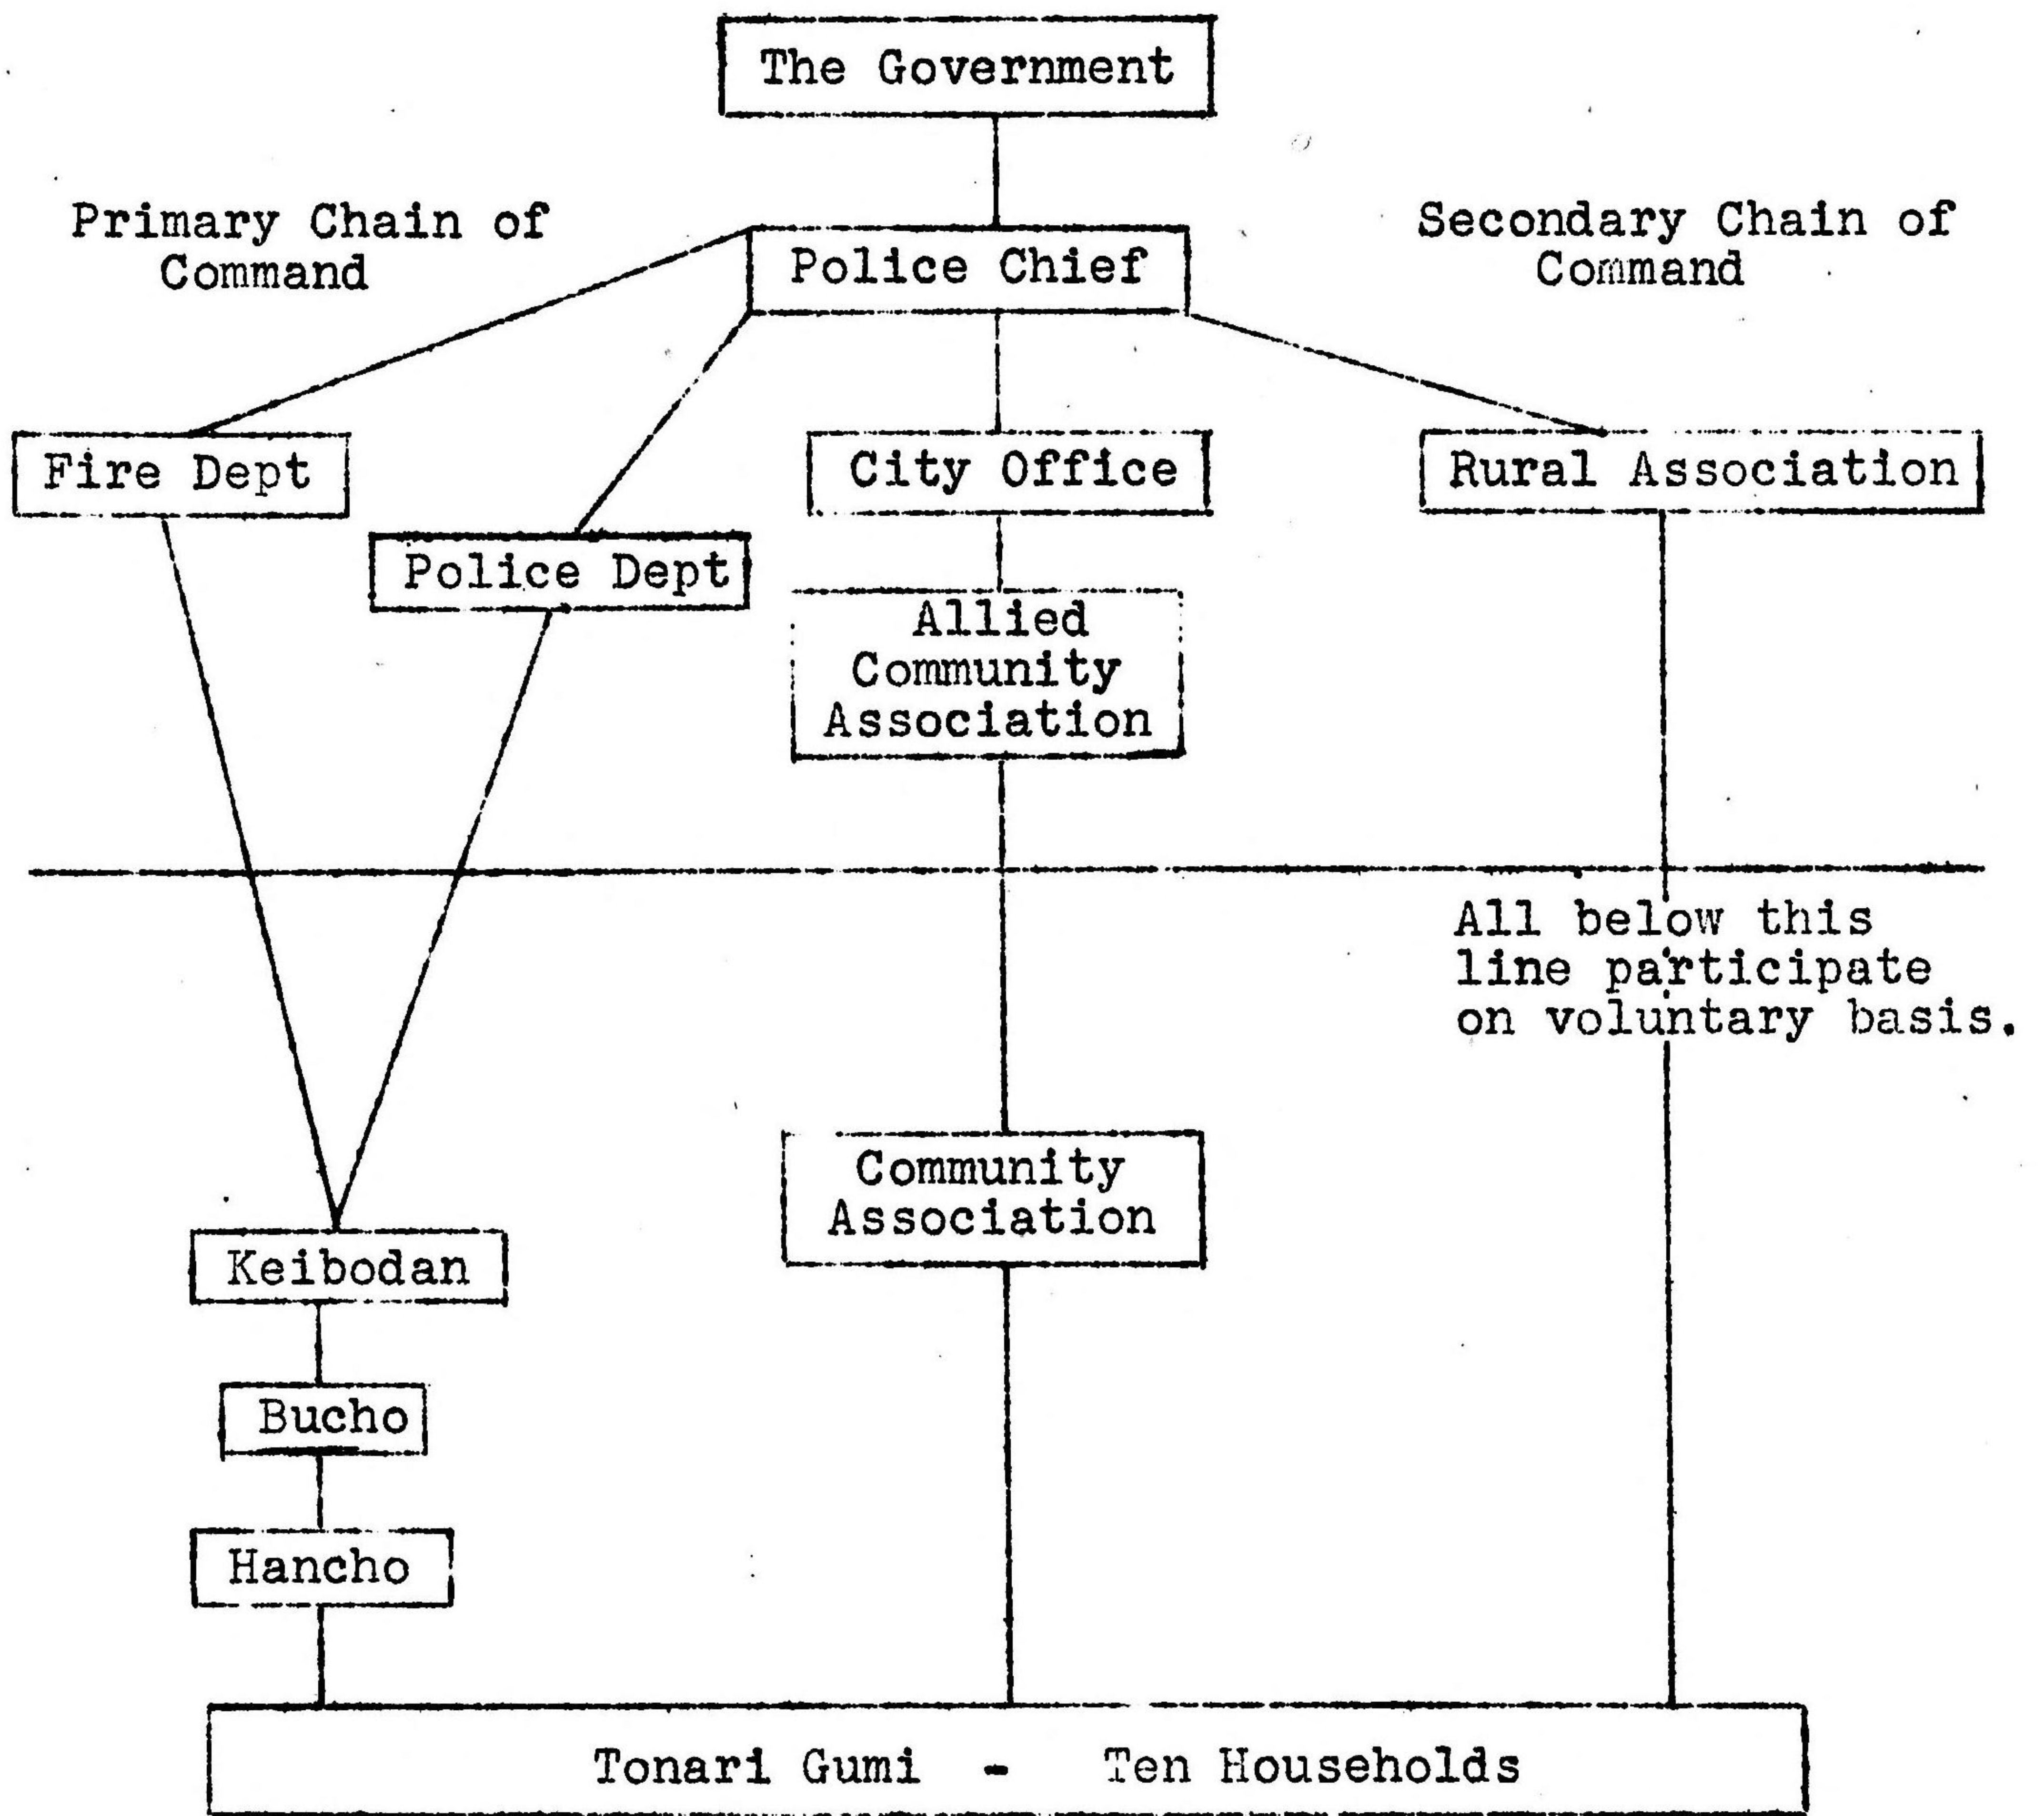 The Government
Primary Chain of
Command
Secondary Chain of
Command
Police Chief
Fire Dept
City Office
Rural Association
Police Dept
Allied
Community
Association
All below this
line participate
on voluntary basis.
Community
Association
Keibodan
Bucho
Hancho
Tonari Gumi - Ten Households